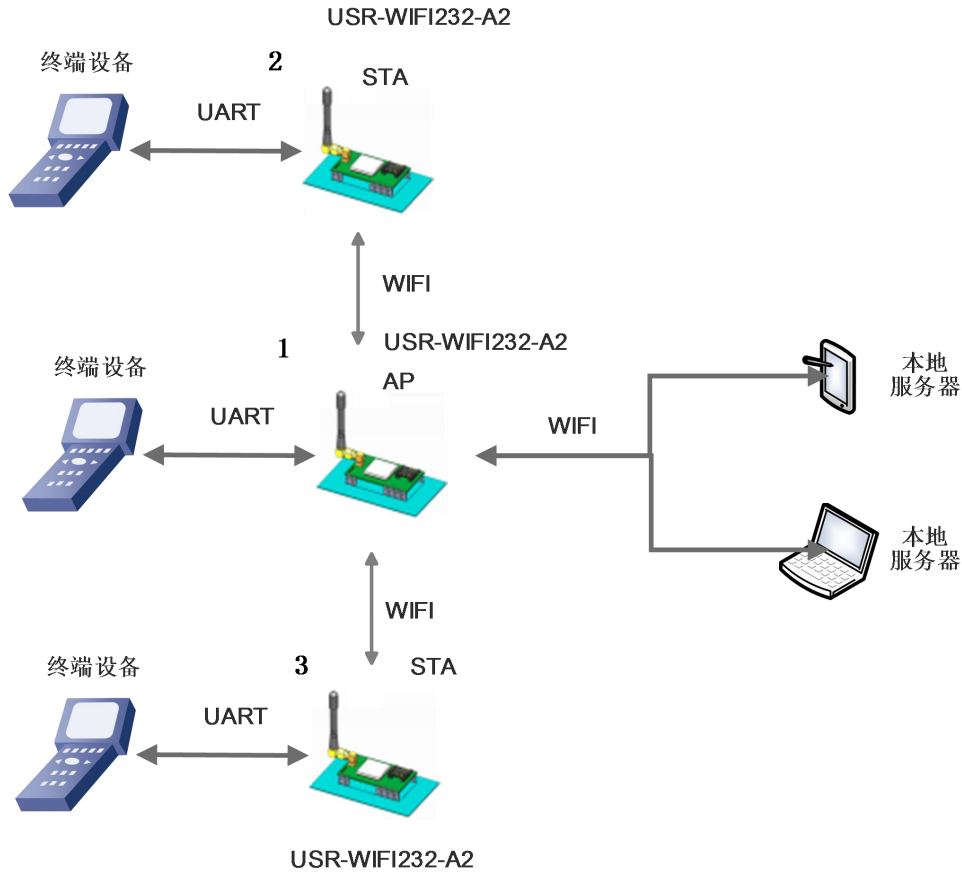 USR-WIFI232-A2
终端设备
2
STA
UART
WIFI
1
USR-WIFI232-A2
终端设备
AP
UART
WIFI
本地
服务器
本地
服务器
WIFI
终端设备
3
STA
UART
USR-WIFI232-A2